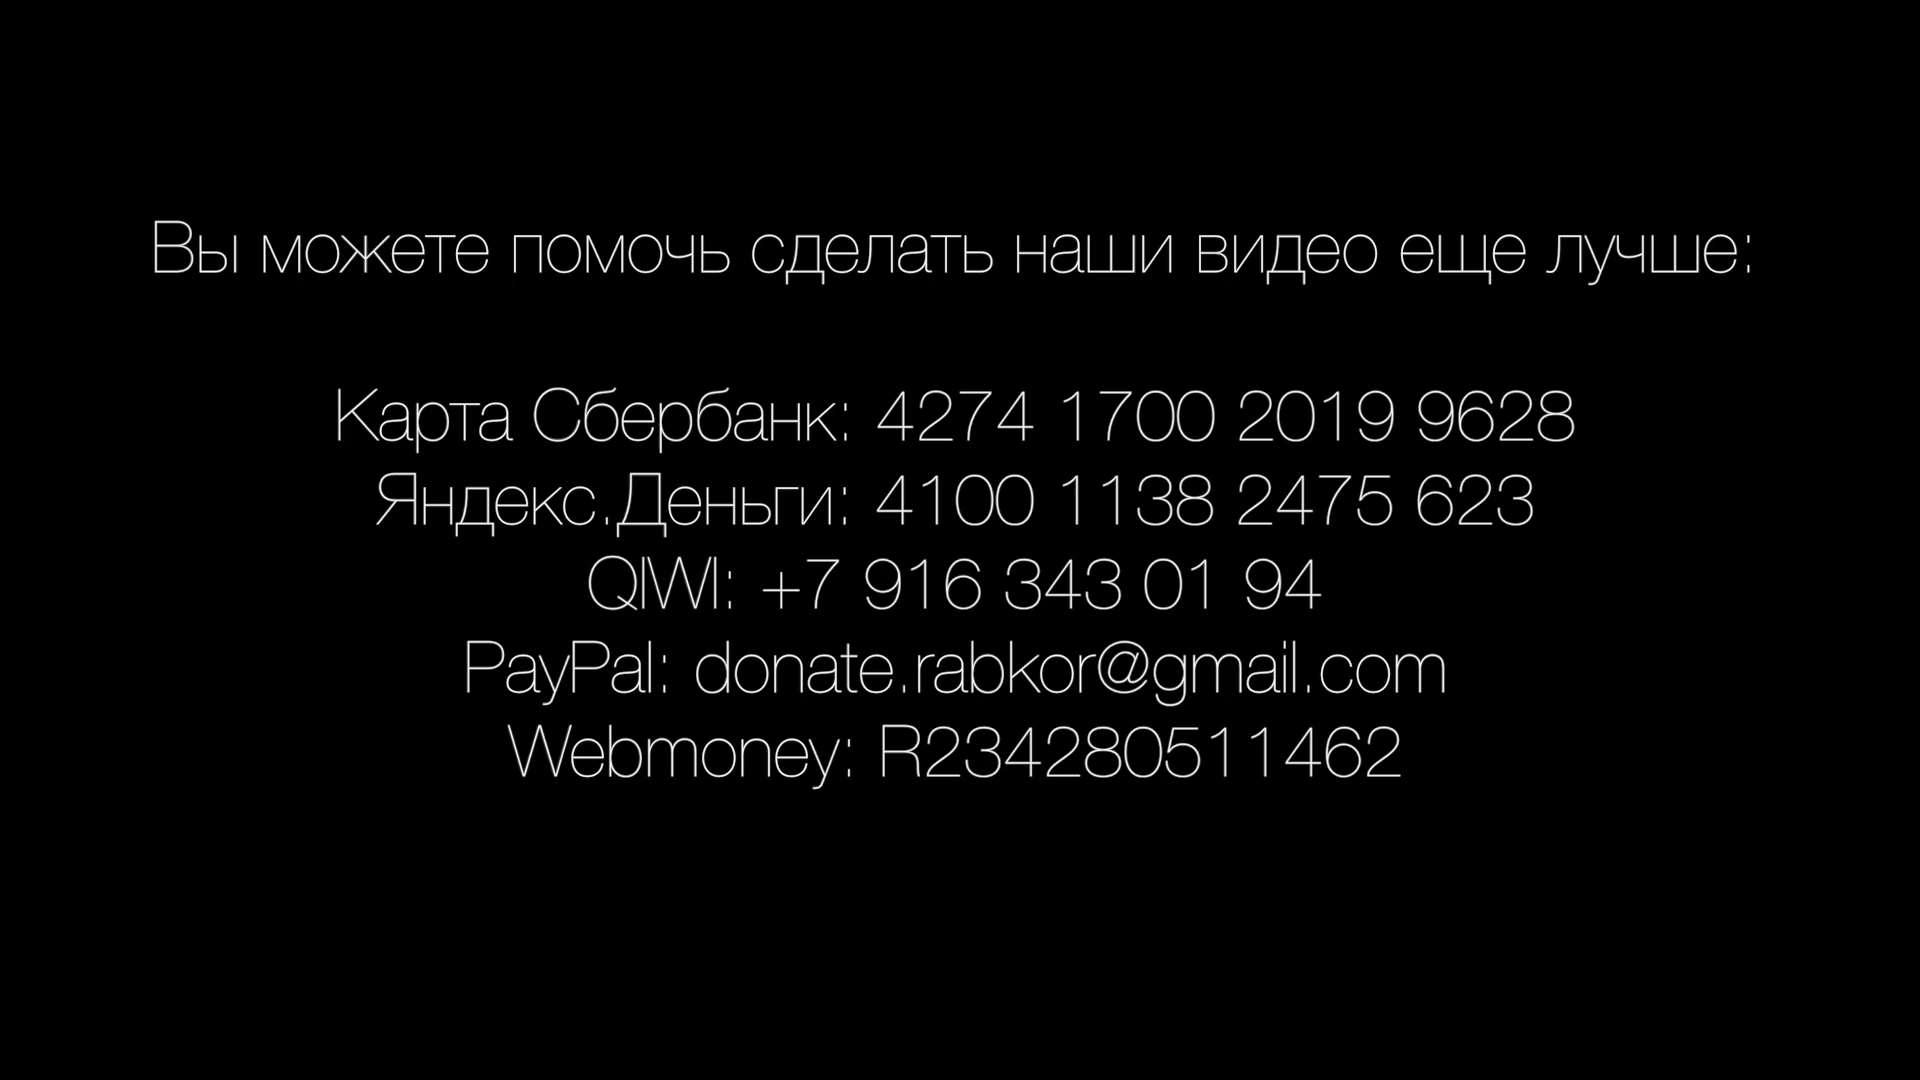 Вы можете помочь сделать наши видео еще лучше:
Карта Сбербанк: 4274 1700 2019 9628
Яндекс.Деньги: 4100 1138 2475 623
QIWI: +7 916 343 01 94
PayPal: donate.rabkor@gmail.com
Webmoney: R234280511462